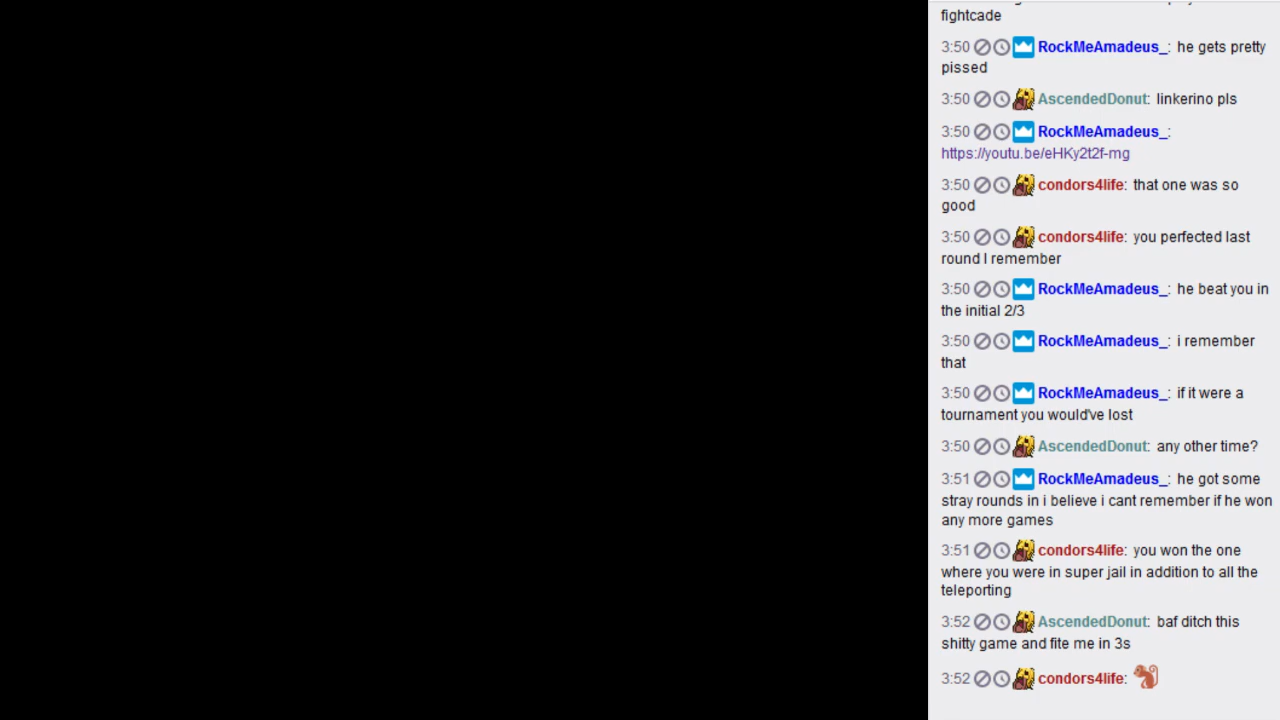 fightcade
3:50 RockMeAmadeus_: he gets pretty
pissed
3:50 AscendedDonut: linkerino pls
3:50 RockMeAmadeus_:
https://youtu.be/eHKy2t2f-mg
3:50 condors4life: that one was so
good
3:50 condors4life: you perfected last
round I remember
3:50 RockMeAmadeus_: he beat you in
the initial 2/3
3:50 RockMeAmadeus_: i remember
that
3:50 RockMeAmadeus_: if it were a
tournament you would've lost
3:50 AscendedDonut: any other time?
3:51 RockMeAmadeus_: he got some
stray rounds in i believe i cant remember if he won
any more games
3:51 condors4life: you won the one
where you were in super jail in addition to all the
teleporting
3:52 AscendedDonut: baf ditch this
shitty game and fite me in 3s
3:52 condors4life: